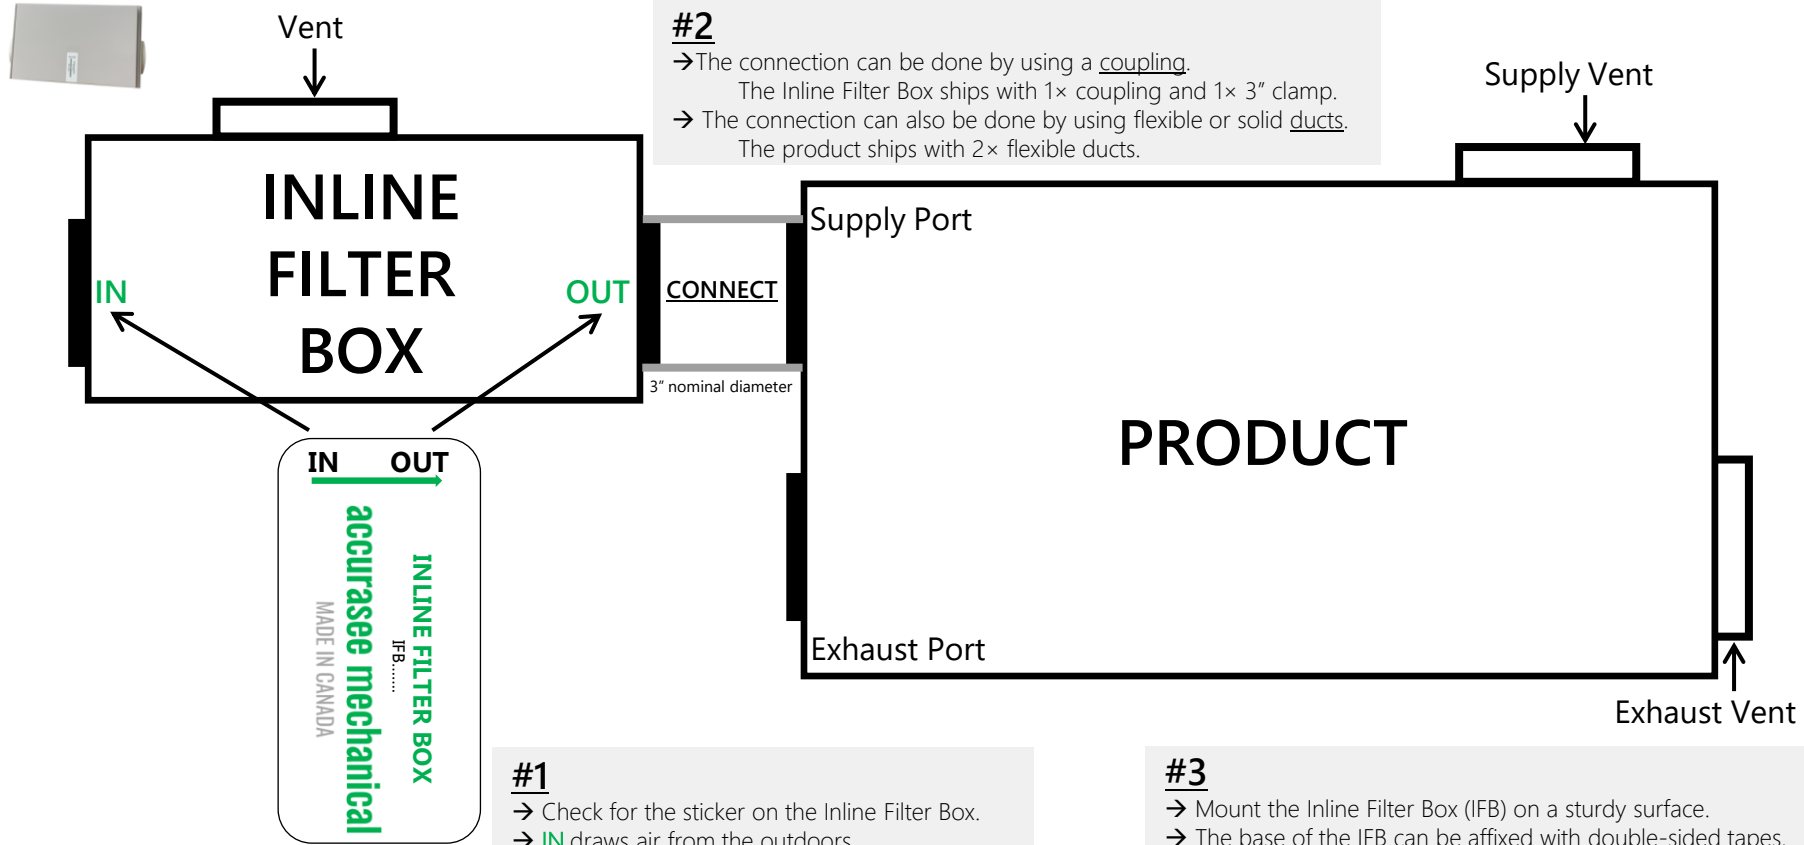 Vent
#2
→The connection can be done by using a coupling.
The Inline Filter Box ships with 1× coupling and 1× 3″ clamp.
→ The connection can also be done by using flexible or solid ducts.
The product ships with 2× flexible ducts.
Supply Vent
INLINE
FILTER
BOX
IN
OUT
CONNECT
3″ nominal diameter
Supply Port
PRODUCT
Exhaust Port
Exhaust Vent
IN OUT
INLINE FILTER BOX
IFB.......
accurasee mechanical
MADE IN CANADA
#1
→ Check for the sticker on the Inline Filter Box.
→ IN draws air from the outdoors
#3
→ Mount the Inline Filter Box (IFB) on a sturdy surface.
→ The base of the IFB can be affixed with double-sided tapes.